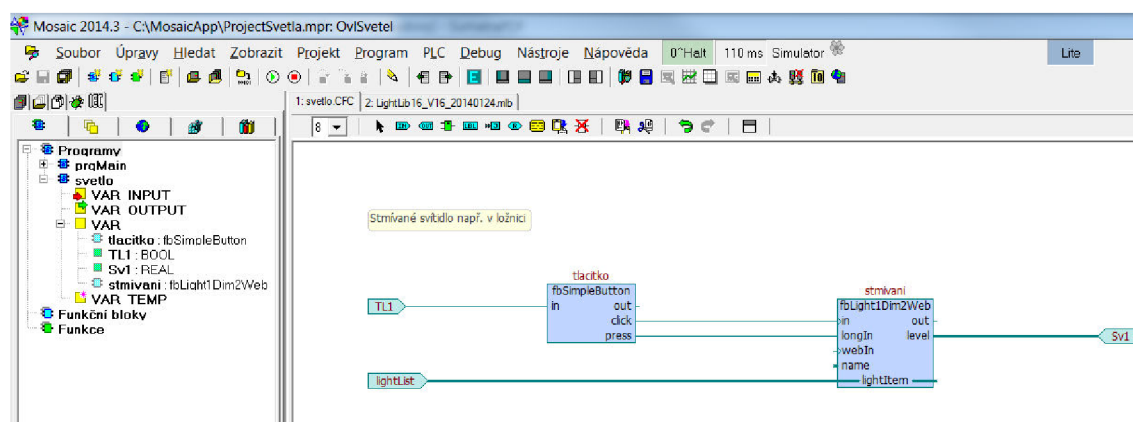 Mosaic 2014.3 - C:\MosaicApp\ProjectSvetla.mpr: OvlSvetel
Soubor Úpravy Hledat Zobrazit Projekt Program PLC Debug Nástroje Nápověda 0^Halt 110 ms Simulator Lite
1: svetlo.CFC 2: LightLib16_V16_20140124.mlb
8
Programy
prgMain
svetlo
VAR_INPUT
VAR_OUTPUT
VAR
tlacitko : fbSimpleButton
TL1 : BOOL
Sv1 : REAL
stmivani : fbLight1Dim2Web
VAR_TEMP
Funkční bloky
Funkce
Stmívané svítidlo např. v ložnici
tlacitko
fbSimpleButton
in out
click
press
TL1
stmivani
fbLight1Dim2Web
in out
longIn level
webIn
name
lightItem
Sv1
lightList